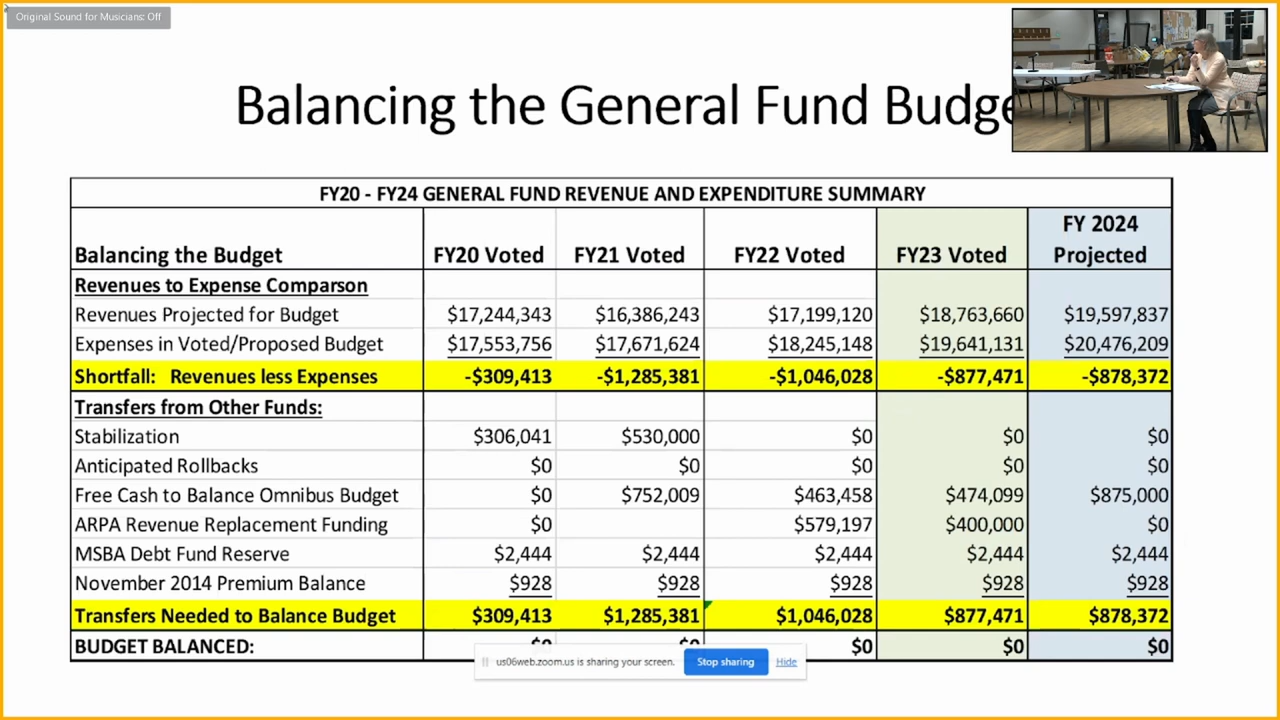 Original Sound for Musicians: Off
Balancing the General Fund Budge
FY20 - FY24 GENERAL FUND REVENUE AND EXPENDITURE SUMMARY
Balancing the Budget FY20 Voted FY21 Voted FY22 Voted FY23 Voted FY 2024 Projected
Revenues to Expense Comparson
Revenues Projected for Budget $17,244,343 $16,386,243 $17,199,120 $18,763,660 $19,597,837
Expenses in Voted/Proposed Budget $17,553,756 $17,671,624 $18,245,148 $19,641,131 $20,476,209
Shortfall: Revenues less Expenses -$309,413 -$1,285,381 -$1,046,028 -$877,471 -$878,372
Transfers from Other Funds:
Stabilization $306,041 $530,000 $0 $0 $0
Anticipated Rollbacks $0 $0 $0 $0 $0
Free Cash to Balance Omnibus Budget $0 $752,009 $463,458 $474,099 $875,000
ARPA Revenue Replacement Funding $0 $579,197 $400,000 $0
MSBA Debt Fund Reserve $2,444 $2,444 $2,444 $2,444 $2,444
November 2014 Premium Balance $928 $928 $928 $928 $928
Transfers Needed to Balance Budget $309,413 $1,285,381 $1,046,028 $877,471 $878,372
BUDGET BALANCED: $0 $0 $0 $0 $0
us06web.zoom.us is sharing your screen. Stop sharing Hide